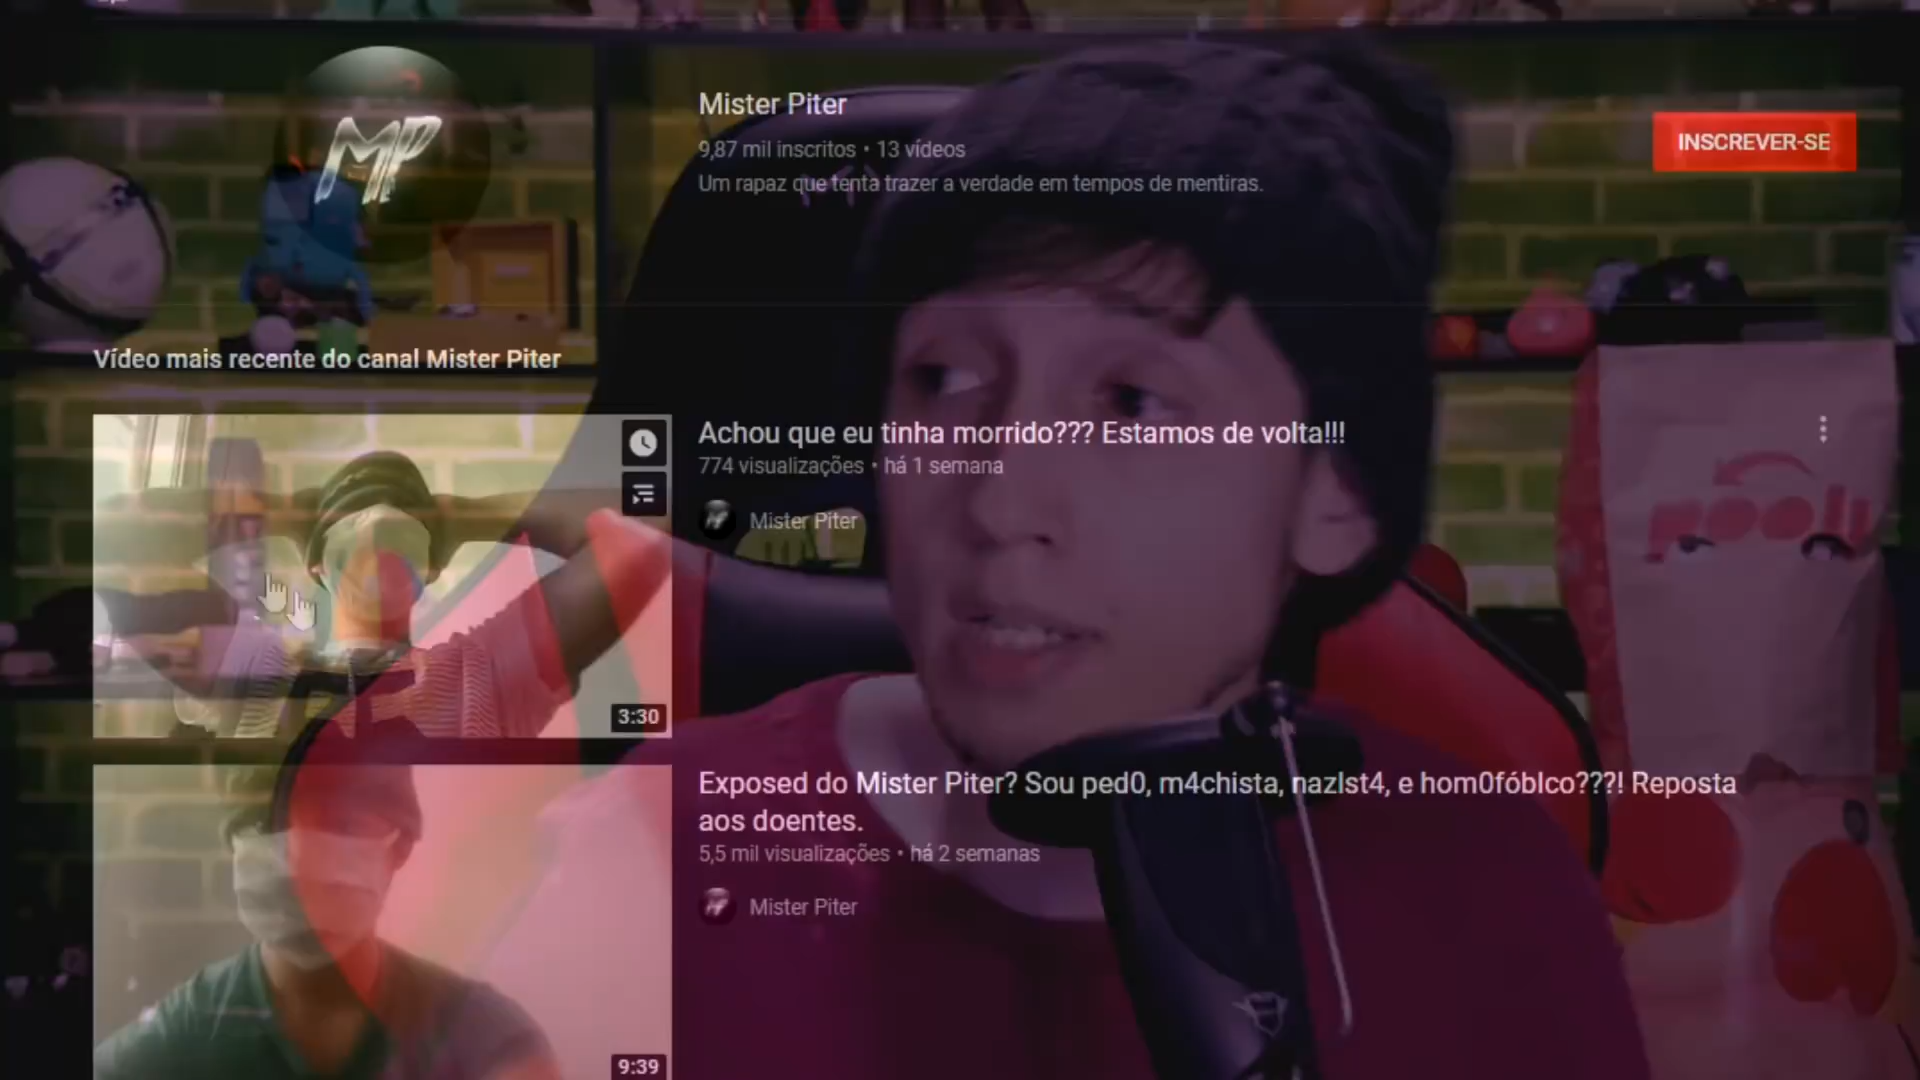 MP
Mister Piter
9,87 mil inscritos • 13 vídeos
Um rapaz que tenta trazer a verdade em tempos de mentiras.
INSCREVER-SE
Vídeo mais recente do canal Mister Piter
Achou que eu tinha morrido??? Estamos de volta!!!
774 visualizações • há 1 semana
Mister Piter
3:30
Exposed do Mister Piter? Sou ped0, m4chista, nazIst4, e hom0fóbIco???! Reposta
aos doentes.
5,5 mil visualizações • há 2 semanas
Mister Piter
9:39